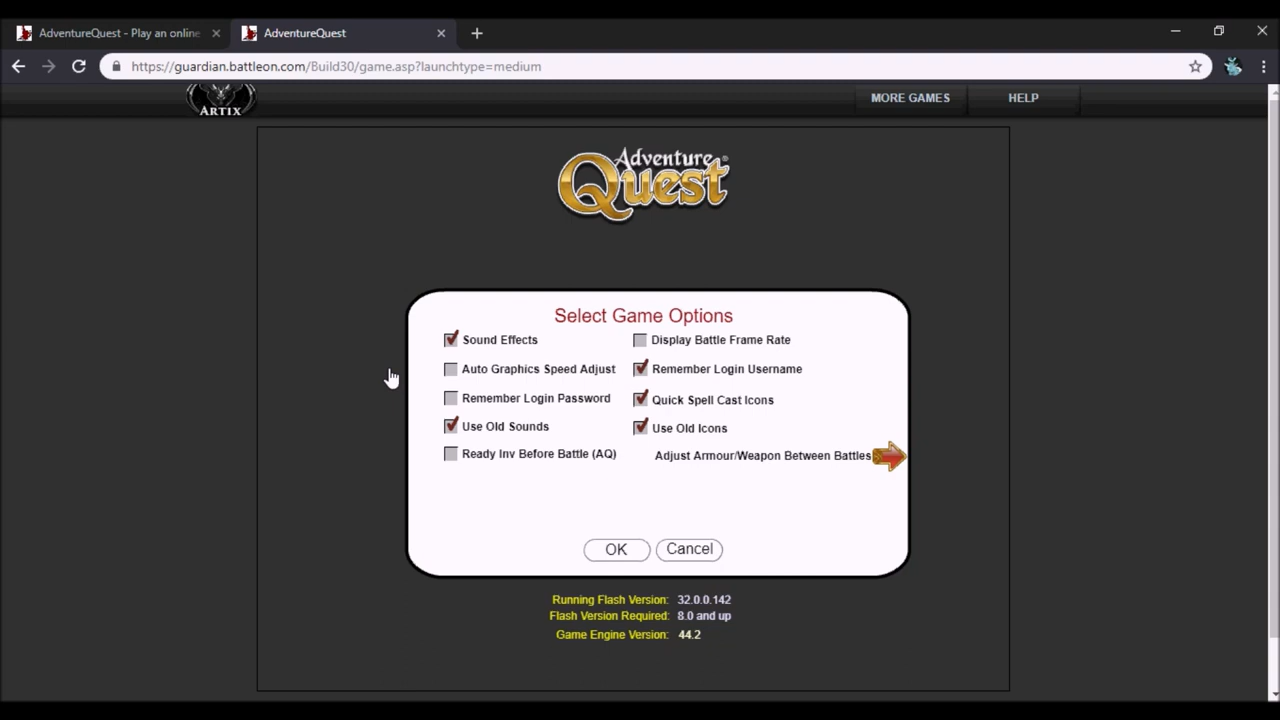 AdventureQuest - Play an online
AdventureQuest
https://guardian.battleon.com/Build30/game.asp?launchtype=medium
ARTIX
MORE GAMES
HELP
Adventure
Quest®
Select Game Options
Sound Effects
Display Battle Frame Rate
Auto Graphics Speed Adjust
Remember Login Username
Remember Login Password
Quick Spell Cast Icons
Use Old Sounds
Use Old Icons
Ready Inv Before Battle (AQ)
Adjust Armour/Weapon Between Battles
OK
Cancel
Running Flash Version: 32.0.0.142
Flash Version Required: 8.0 and up
Game Engine Version: 44.2